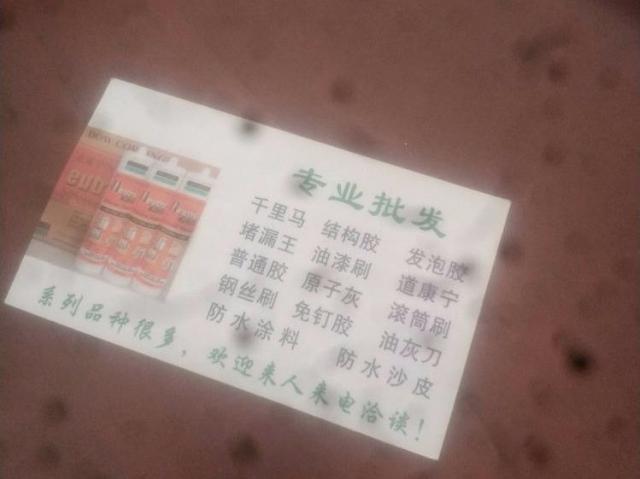 专业批发
千里马 结构胶 发泡胶
堵漏王 油漆刷 道康宁
普通胶 原子灰 滚筒刷
钢丝刷 免钉胶 油灰刀
防水涂料 防水沙皮
系列品种很多，欢迎来人来电洽谈！
DOW CORNING